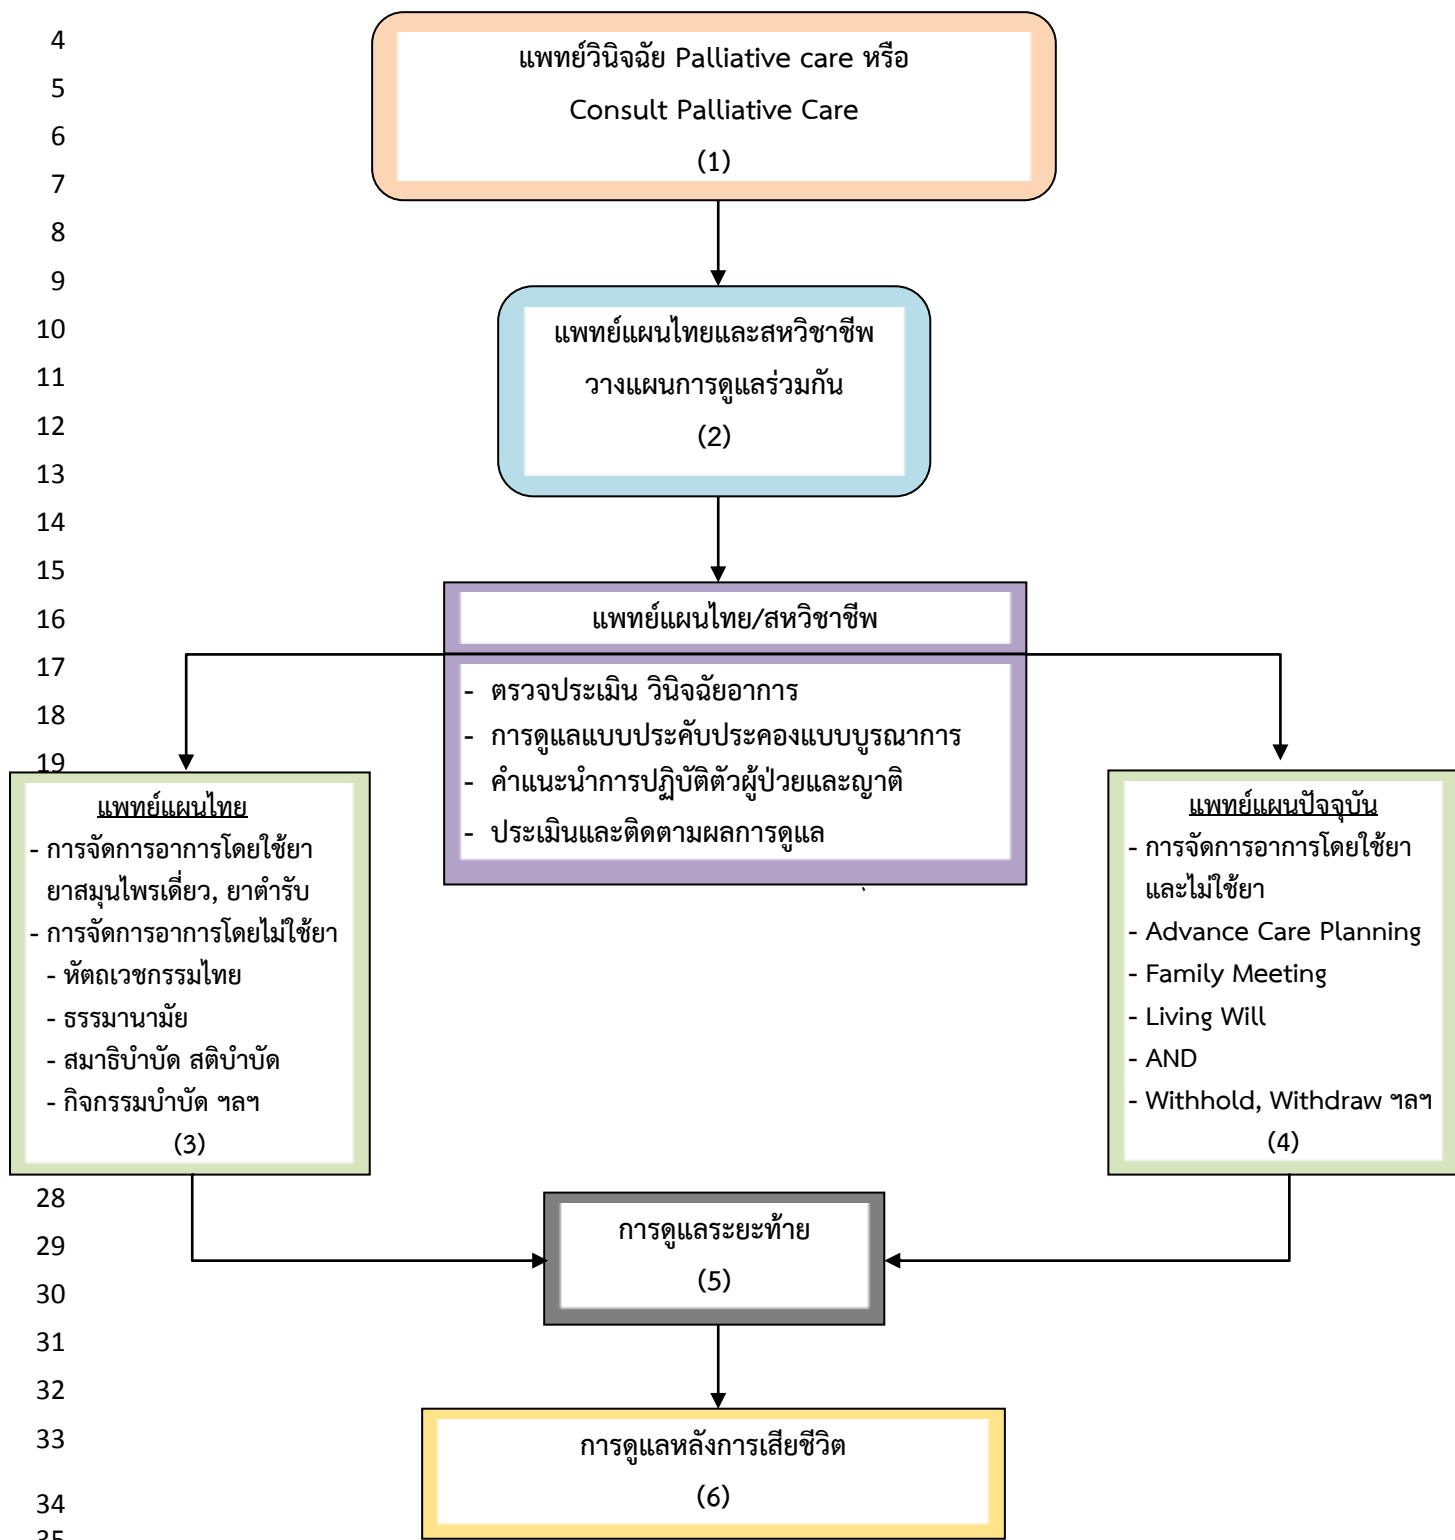 4
แพทย์วินิจฉัย Palliative care หรือ
5
Consult Palliative Care
6
(1)
7
8
9
10
แพทย์แผนไทยและสหวิชาชีพ
11
วางแผนการดูแลร่วมกัน
12
(2)
13
14
15
16
แพทย์แผนไทย/สหวิชาชีพ
17
- ตรวจประเมิน วินิจฉัยอาการ
18
- การดูแลแบบประคับประคองแบบบูรณาการ
19
- คำแนะนำการปฏิบัติตัวผู้ป่วยและญาติ
- ประเมินและติดตามผลการดูแล
แพทย์แผนไทย
- การจัดการอาการโดยใช้ยา
ยาสมุนไพรเดี่ยว, ยาตำรับ
- การจัดการอาการโดยไม่ใช้ยา
- หัตถเวชกรรมไทย
- ธรรมานามัย
- สมาธิบำบัด สติบำบัด
- กิจกรรมบำบัด ฯลฯ
(3)
แพทย์แผนปัจจุบัน
- การจัดการอาการโดยใช้ยา
และไม่ใช้ยา
- Advance Care Planning
- Family Meeting
- Living Will
- AND
- Withhold, Withdraw ฯลฯ
(4)
28
การดูแลระยะท้าย
29
(5)
30
31
32
33
การดูแลหลังการเสียชีวิต
(6)
34
35